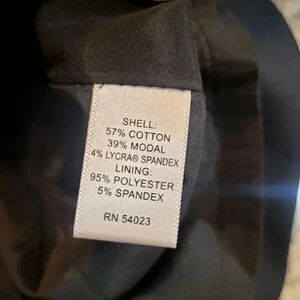 SHELL:
57% COTTON
39% MODAL
4% LYCRA® SPANDEX
LINING:
95% POLYESTER
5% SPANDEX
RN 54023